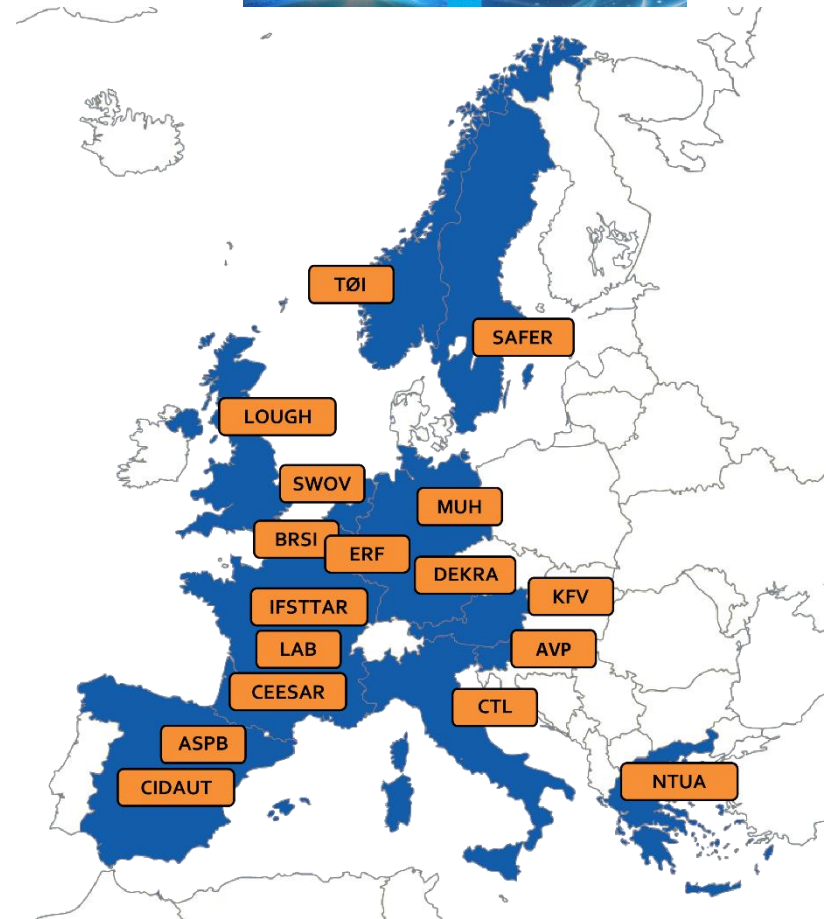 TØI
SAFER
LOUGH
SWOV
MUH
BRSI
ERF
DEKRA
KFV
IFSTTAR
LAB
AVP
CEESAR
CTL
ASPB
NTUA
CIDAUT